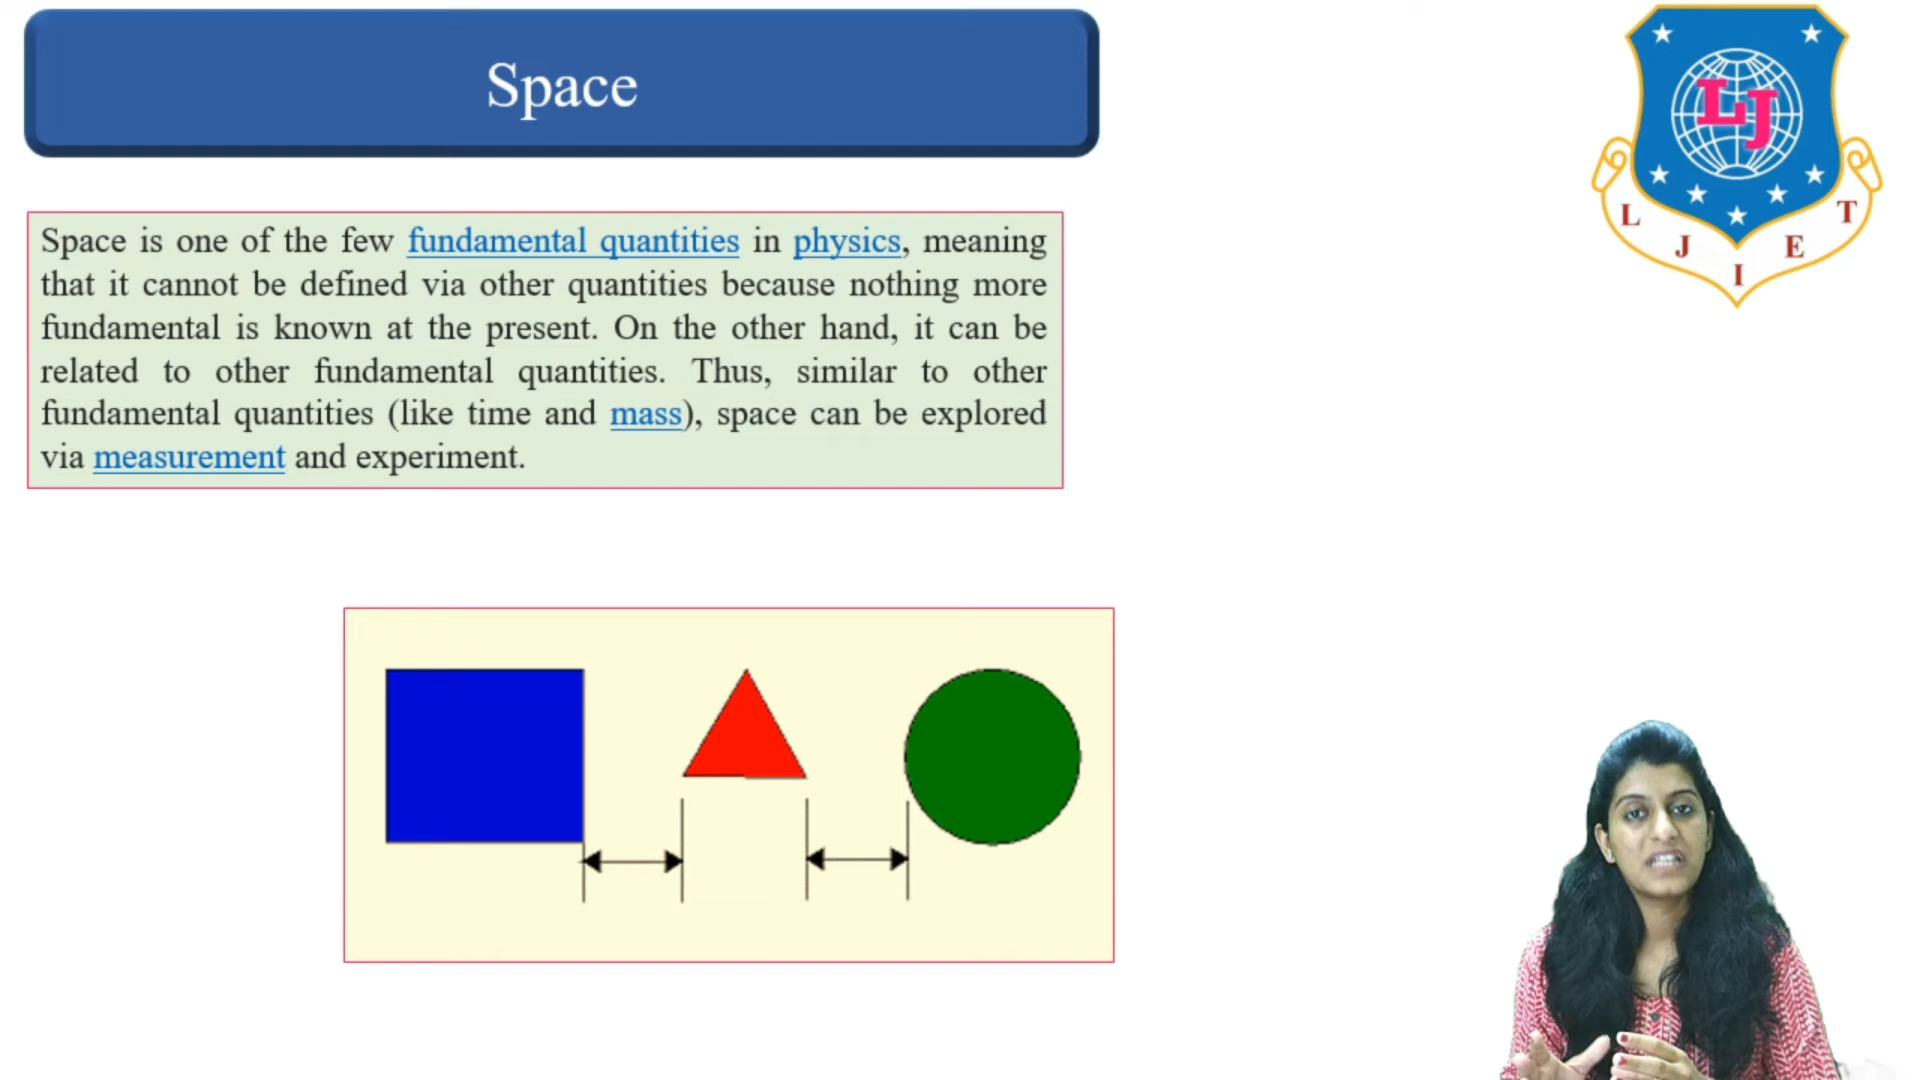 Space
Space is one of the few fundamental quantities in physics, meaning
that it cannot be defined via other quantities because nothing more
fundamental is known at the present. On the other hand, it can be
related to other fundamental quantities. Thus, similar to other
fundamental quantities (like time and mass), space can be explored
via measurement and experiment.
LJ
L J I E T